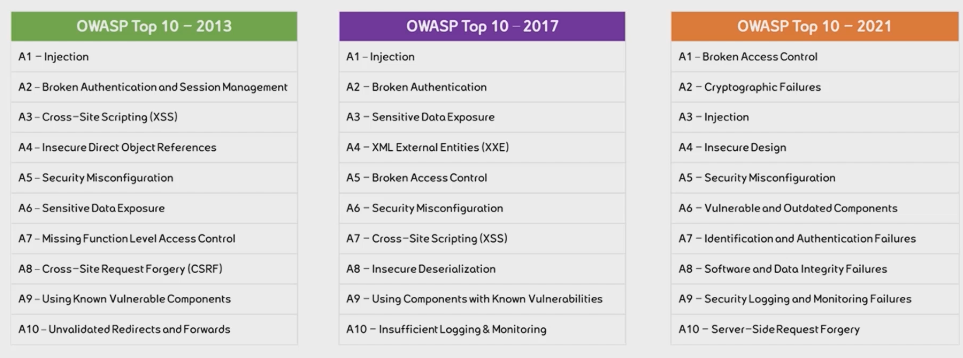 OWASP Top 10 – 2013
A1 – Injection
A2 – Broken Authentication and Session Management
A3 – Cross-Site Scripting (XSS)
A4 – Insecure Direct Object References
A5 – Security Misconfiguration
A6 – Sensitive Data Exposure
A7 – Missing Function Level Access Control
A8 – Cross-Site Request Forgery (CSRF)
A9 – Using Known Vulnerable Components
A10 – Unvalidated Redirects and Forwards
OWASP Top 10 – 2017
A1 – Injection
A2 – Broken Authentication
A3 – Sensitive Data Exposure
A4 – XML External Entities (XXE)
A5 – Broken Access Control
A6 – Security Misconfiguration
A7 – Cross-Site Scripting (XSS)
A8 – Insecure Deserialization
A9 – Using Components with Known Vulnerabilities
A10 – Insufficient Logging & Monitoring
OWASP Top 10 – 2021
A1 – Broken Access Control
A2 – Cryptographic Failures
A3 – Injection
A4 – Insecure Design
A5 – Security Misconfiguration
A6 – Vulnerable and Outdated Components
A7 – Identification and Authentication Failures
A8 – Software and Data Integrity Failures
A9 – Security Logging and Monitoring Failures
A10 – Server-Side Request Forgery